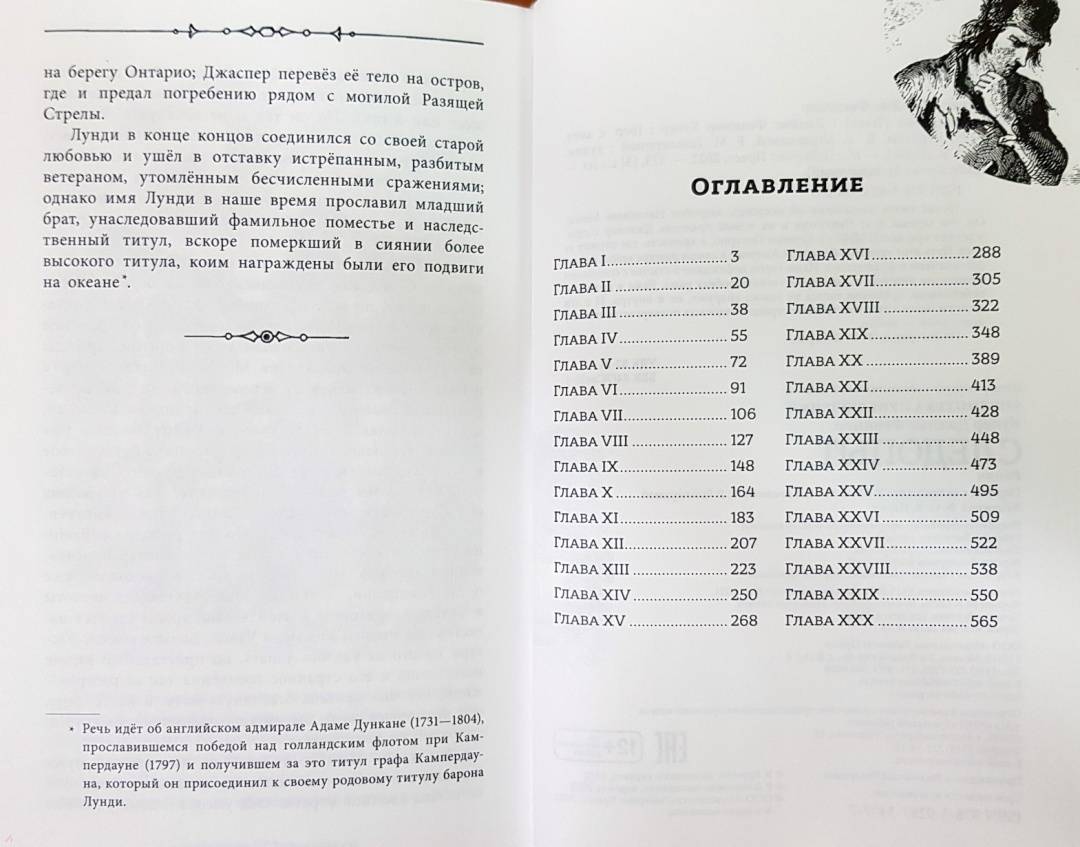 на берегу Онтарио; Джаспер перевёз её тело на остров,
где и предал погребению рядом с могилой Разящей
Стрелы.
Лунди в конце концов соединился со своей старой
любовью и ушёл в отставку истрёпанным, разбитым
ветераном, утомлённым бесчисленными сражениями;
однако имя Лунди в наше время прославил младший
брат, унаследовавший фамильное поместье и наслед-
ственный титул, вскоре померкший в сиянии более
высокого титула, коим награждены были его подвиги
на океане*.
* Речь идёт об английском адмирале Адаме Дункане (1731—1804),
прославившемся победой над голландским флотом при Кам-
пердауне (1797) и получившем за это титул графа Кампердау-
на, который он присоединил к своему родовому титулу барона
Лунди.
Оглавление
Глава I 3
Глава II 20
Глава III 38
Глава IV 55
Глава V 72
Глава VI 91
Глава VII 106
Глава VIII 127
Глава IX 148
Глава X 164
Глава XI 183
Глава XII 207
Глава XIII 223
Глава XIV 250
Глава XV 268
Глава XVI 288
Глава XVII 305
Глава XVIII 322
Глава XIX 348
Глава XX 389
Глава XXI 413
Глава XXII 428
Глава XXIII 448
Глава XXIV 473
Глава XXV 495
Глава XXVI 509
Глава XXVII 522
Глава XXVIII 538
Глава XXIX 550
Глава XXX 565